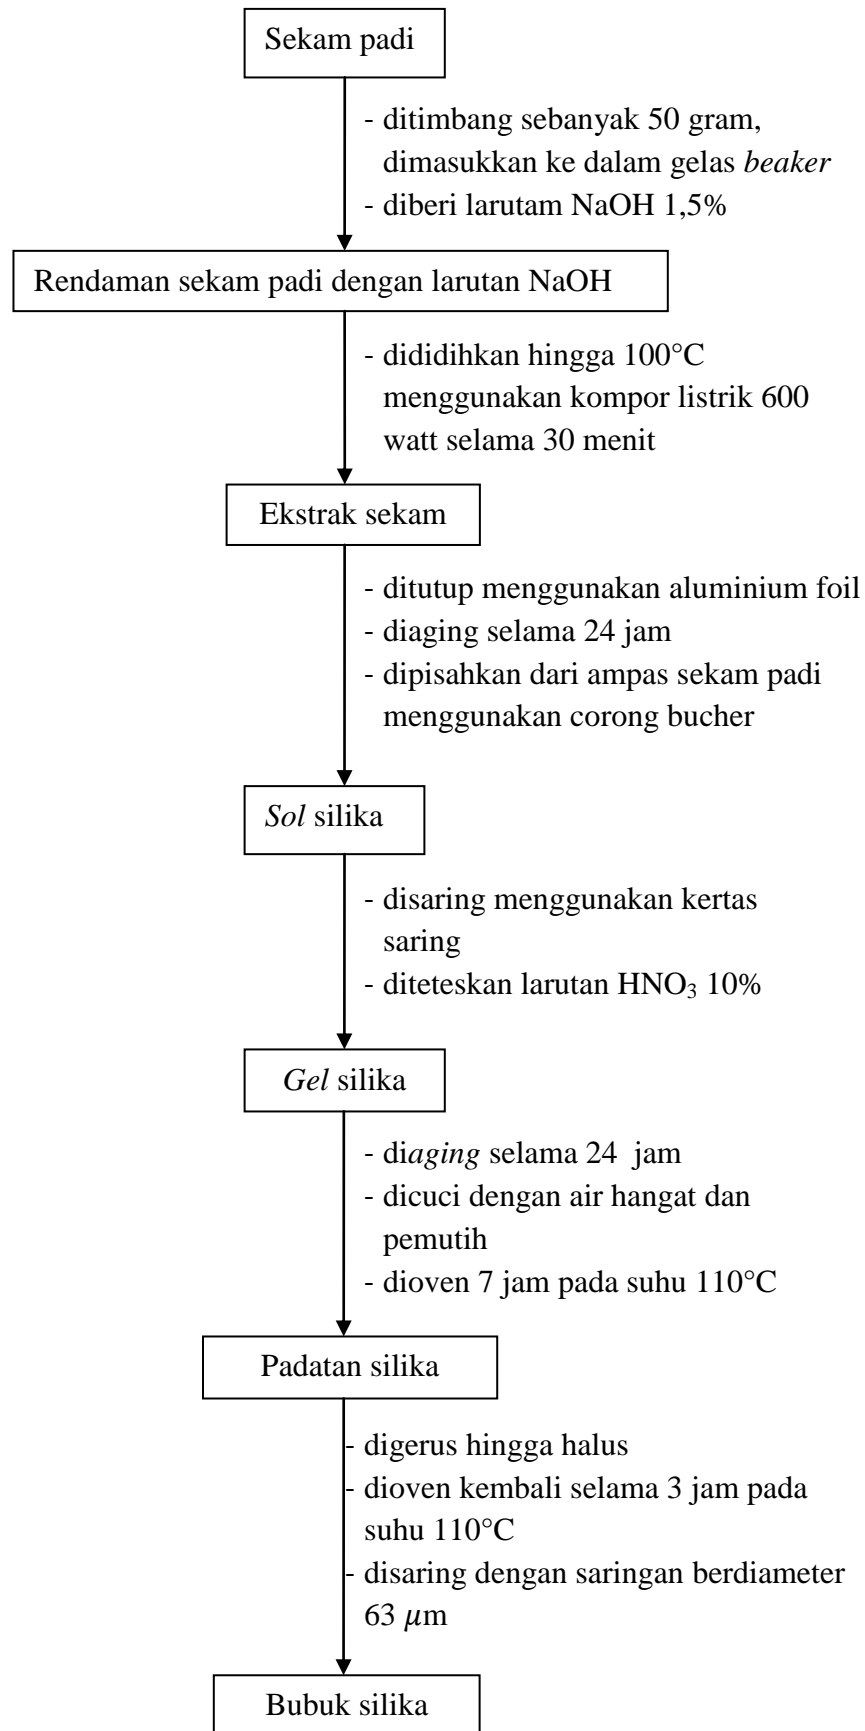 Sekam padi
- ditimbang sebanyak 50 gram,
dimasukkan ke dalam gelas beaker
- diberi larutam NaOH 1,5%
Rendaman sekam padi dengan larutan NaOH
- dididihkan hingga 100°C
menggunakan kompor listrik 600
watt selama 30 menit
Ekstrak sekam
- ditutup menggunakan aluminium foil
- diaging selama 24 jam
- dipisahkan dari ampas sekam padi
menggunakan corong bucher
Sol silika
- disaring menggunakan kertas
saring
- diteteskan larutan HNO₃ 10%
Gel silika
- diaging selama 24 jam
- dicuci dengan air hangat dan
pemutih
- dioven 7 jam pada suhu 110°C
Padatan silika
- digerus hingga halus
- dioven kembali selama 3 jam pada
suhu 110°C
- disaring dengan saringan berdiameter
63 µm
Bubuk silika